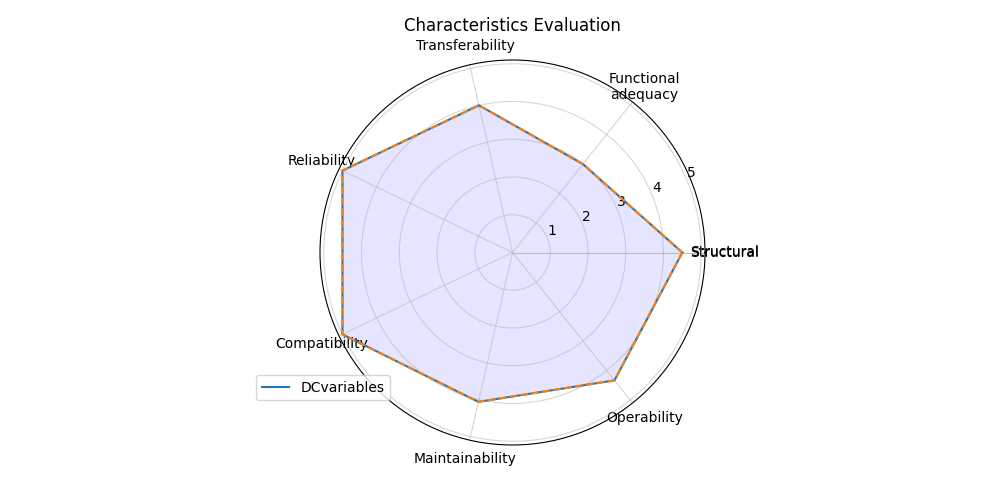 Characteristics Evaluation
Transferability
Functional
adequacy
Reliability
5
4
3
2
1
Structural
Compatibility
DCvariables
Operability
Maintainability